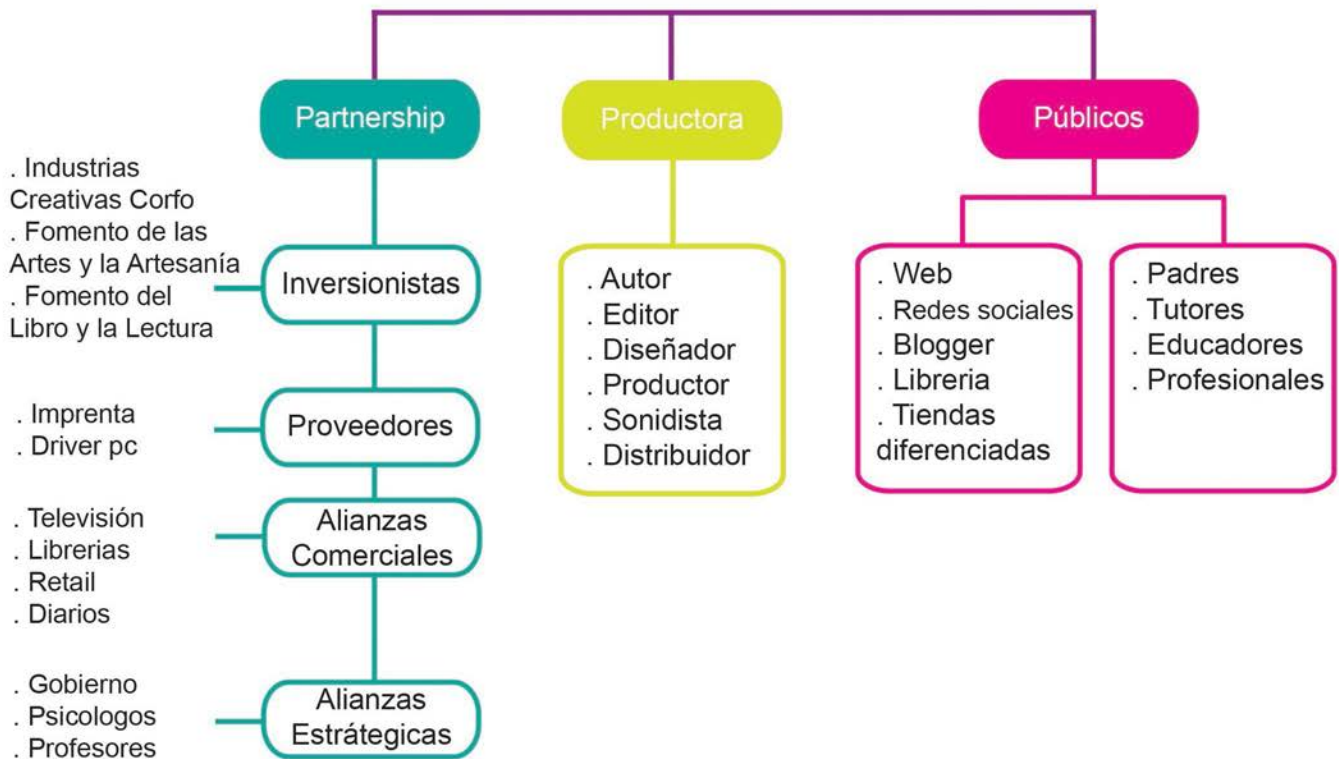 Partnership
Productora
Públicos
. Industrias
Creativas Corfo
. Fomento de las
Artes y la Artesanía
. Fomento del
Libro y la Lectura
Inversionistas
. Imprenta
. Driver pc
Proveedores
. Televisión
. Librerias
. Retail
. Diarios
Alianzas
Comerciales
. Gobierno
. Psicologos
. Profesores
Alianzas
Estrátegicas
. Autor
. Editor
. Diseñador
. Productor
. Sonidista
. Distribuidor
. Web
. Redes sociales
. Blogger
. Libreria
. Tiendas
diferenciadas
. Padres
. Tutores
. Educadores
. Profesionales